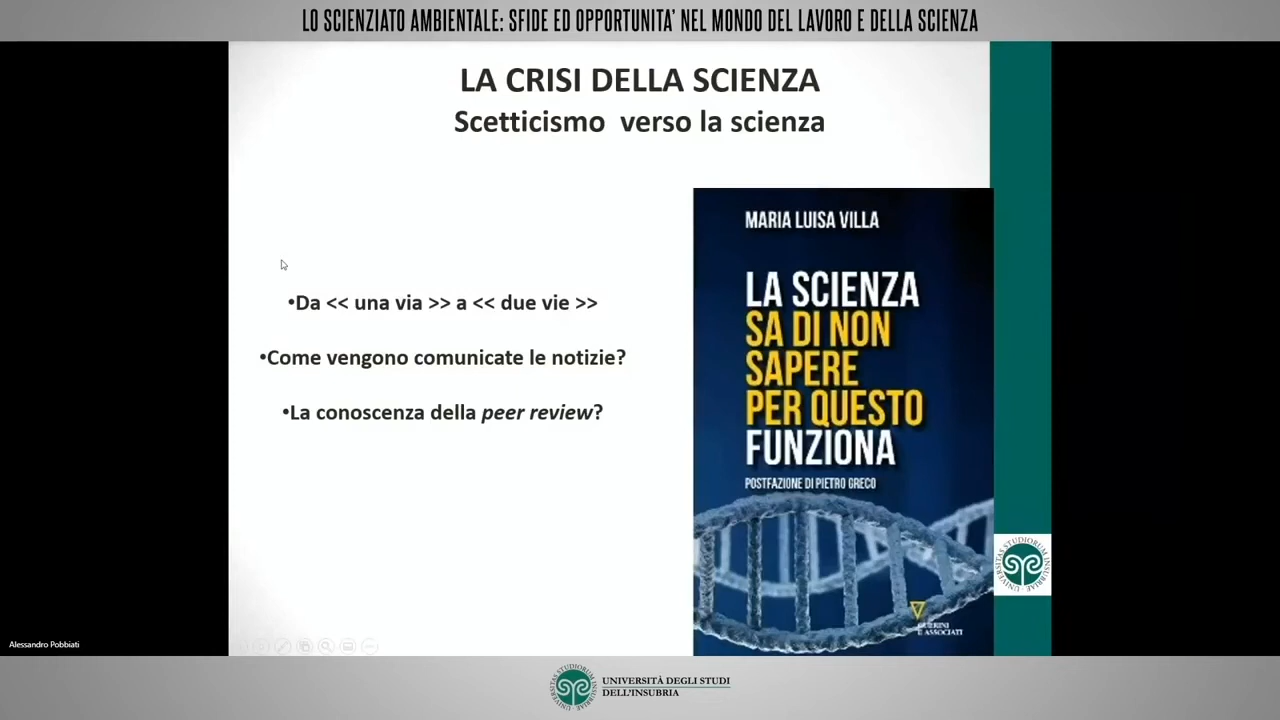 LO SCIENZIATO AMBIENTALE: SFIDE ED OPPORTUNITA' NEL MONDO DEL LAVORO E DELLA SCIENZA
LA CRISI DELLA SCIENZA
Scetticismo verso la scienza
•Da << una via >> a << due vie >>
•Come vengono comunicate le notizie?
•La conoscenza della peer review?
MARIA LUISA VILLA
LA SCIENZA
SA DI NON
SAPERE
PER QUESTO
FUNZIONA
POSTFAZIONE DI PIETRO GRECO
GUERINI
E ASSOCIATI
Alessandro Pobbiati
UNIVERSITÀ DEGLI STUDI
DELL'INSUBRIA